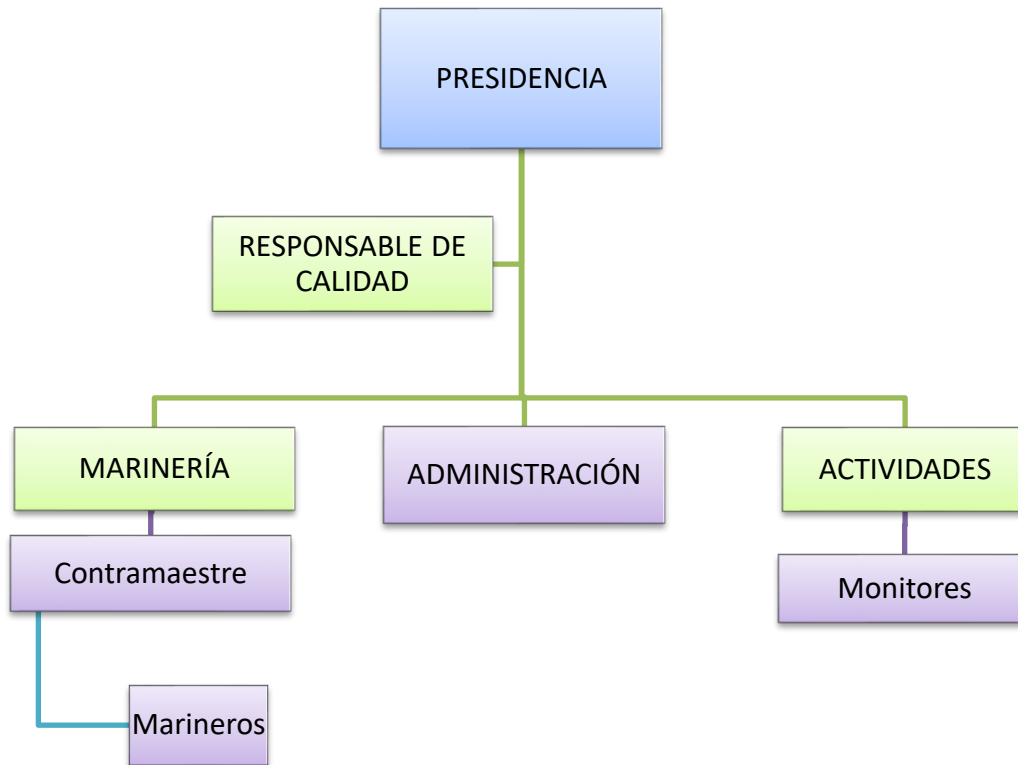 PRESIDENCIA
RESPONSABLE DE
CALIDAD
MARINERÍA
ADMINISTRACIÓN
ACTIVIDADES
Contramaestre
Monitores
Marineros